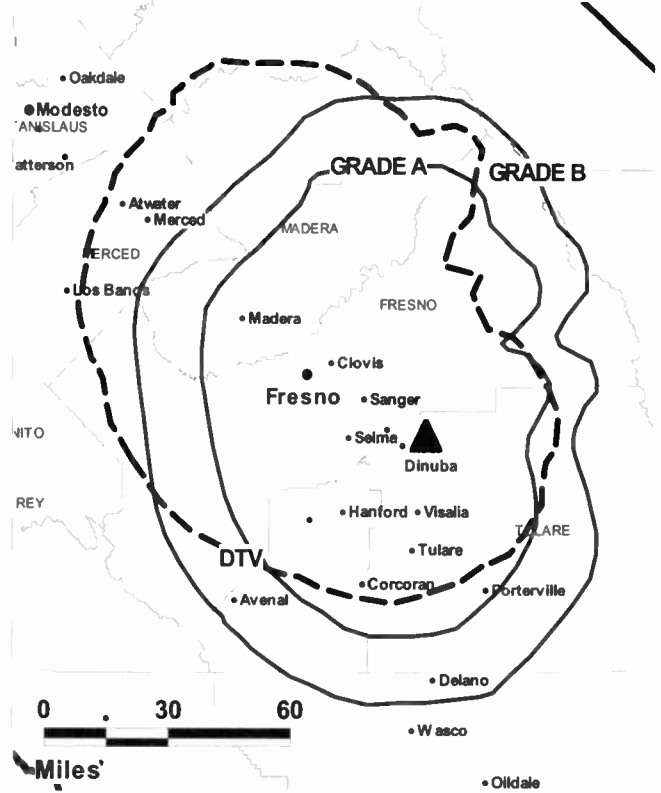 Oakdale
Modesto
ANISLAUS
atterson
GRADE A
GRADE B
Atwater
Merced
MADERA
MERCED
Los Banos
FRESNO
Madera
Clovis
Fresno
Sanger
NITO
Selma
Dinuba
REY
Hanford
Visalia
TULARE
Tulare
DTV
Corcoran
Porterville
Avenal
Delano
0 30 60
Wasco
Miles
Oildale